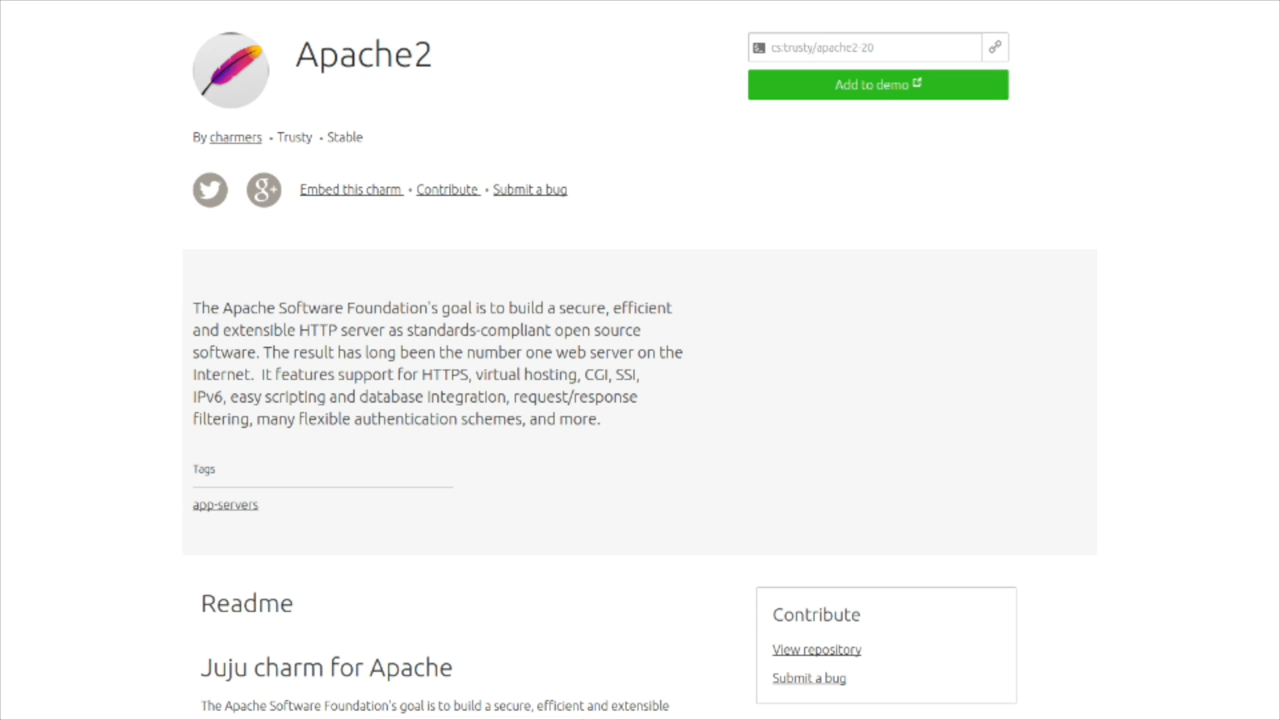 Apache2
cs:trusty/apache2-20
Add to demo
By charmers • Trusty • Stable
Embed this charm • Contribute • Submit a bug
The Apache Software Foundation's goal is to build a secure, efficient
and extensible HTTP server as standards-compliant open source
software. The result has long been the number one web server on the
Internet. It features support for HTTPS, virtual hosting, CGI, SSI,
IPv6, easy scripting and database integration, request/response
filtering, many flexible authentication schemes, and more.
Tags
app-servers
Readme
Juju charm for Apache
The Apache Software Foundation's goal is to build a secure, efficient and extensible
Contribute
View repository
Submit a bug